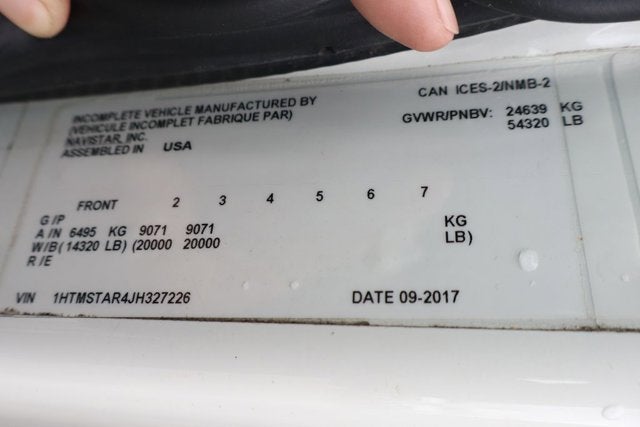 CAN ICES-2/NMB-2
INCOMPLETE VEHICLE MANUFACTURED BY
(VEHICULE INCOMPLET FABRIQUE PAR)
NAVISTAR, INC.
ASSEMBLED IN USA
GVWR/PNBV: 24639 KG
54320 LB
FRONT 2 3 4 5 6 7
G /P
A /N 6495 KG 9071 9071 KG
W/B (14320 LB) (20000 20000 LB)
R /E
VIN 1HTMSTAR4JH327226 DATE 09-2017